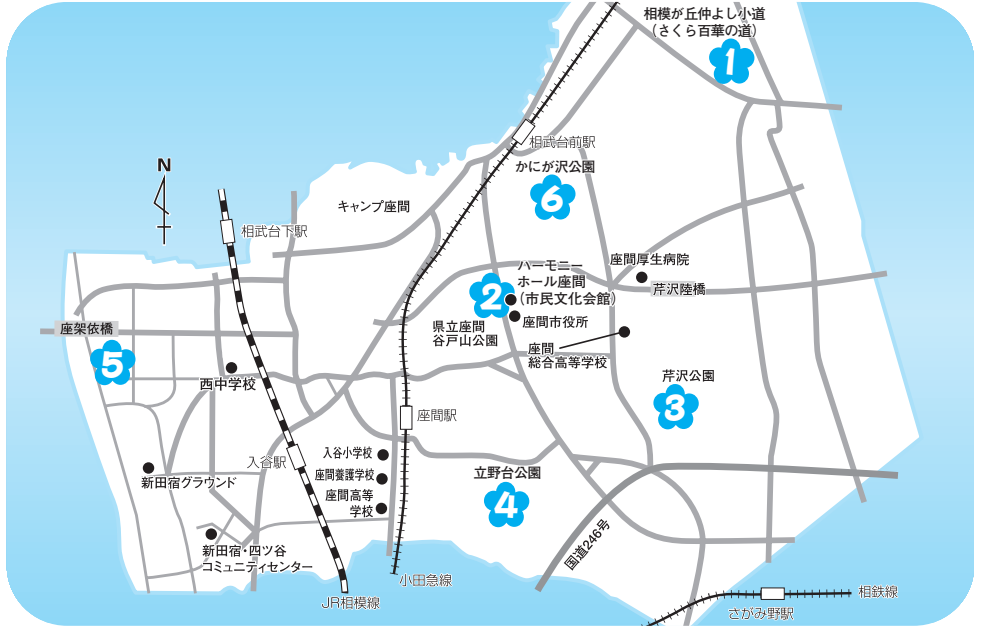 相模が丘仲よし小道
(さくら百華の道)
1
N
相武台前駅
かにが沢公園
6
キャンプ座間
相武台下駅
座間厚生病院
ハーモニー
ホール座間
(市民文化会館)
2
芹沢陸橋
座間市役所
県立座間
谷戸山公園
座架依橋
座間
総合高等学校
5
西中学校
芹沢公園
3
座間駅
入谷小学校
入谷駅
座間養護学校
立野台公園
新田宿グラウンド
座間高等
学校
4
国道246号
新田宿・四ツ谷
コミュニティセンター
小田急線
JR相模線
相鉄線
さがみ野駅